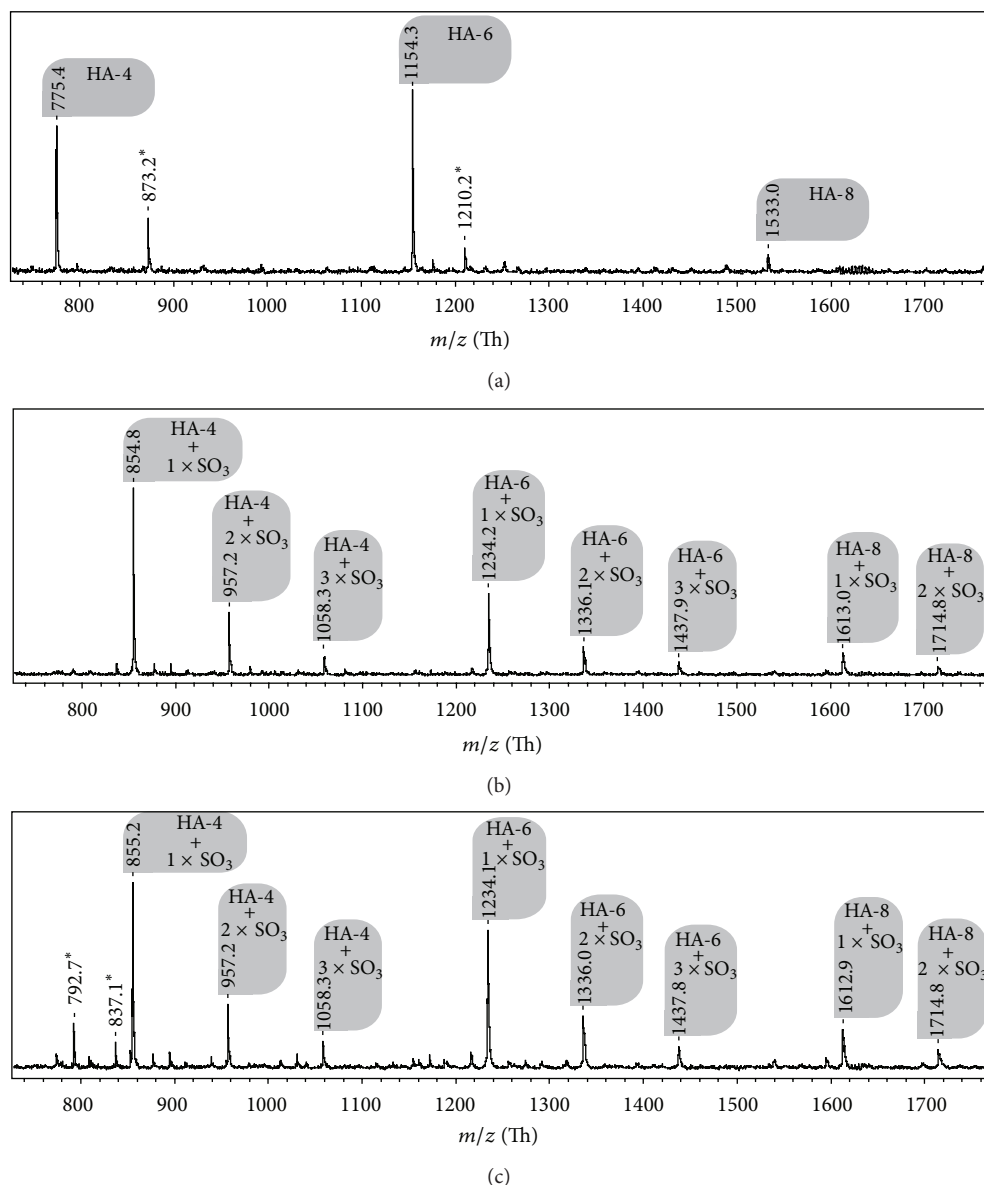 775.4
HA-4
873.2*
1154.3
HA-6
1210.2*
1533.0
HA-8
800 900 1000 1100 1200 1300 1400 1500 1600 1700
m/z (Th)
(a)
854.8
HA-4
+
1 × SO3
HA-4
+
2 × SO3
957.2
HA-4
+
3 × SO3
1058.3
HA-6
+
1 × SO3
1234.2
HA-6
+
2 × SO3
1336.1
HA-6
+
3 × SO3
1437.9
HA-8
+
1 × SO3
1613.0
HA-8
+
2 × SO3
1714.8
800 900 1000 1100 1200 1300 1400 1500 1600 1700
m/z (Th)
(b)
792.7*
837.1*
855.2
HA-4
+
1 × SO3
HA-4
+
2 × SO3
957.2
HA-4
+
3 × SO3
1058.3
HA-6
+
1 × SO3
1234.1
HA-6
+
2 × SO3
1336.0
HA-6
+
3 × SO3
1437.8
HA-8
+
1 × SO3
1612.9
HA-8
+
2 × SO3
1714.8
800 900 1000 1100 1200 1300 1400 1500 1600 1700
m/z (Th)
(c)